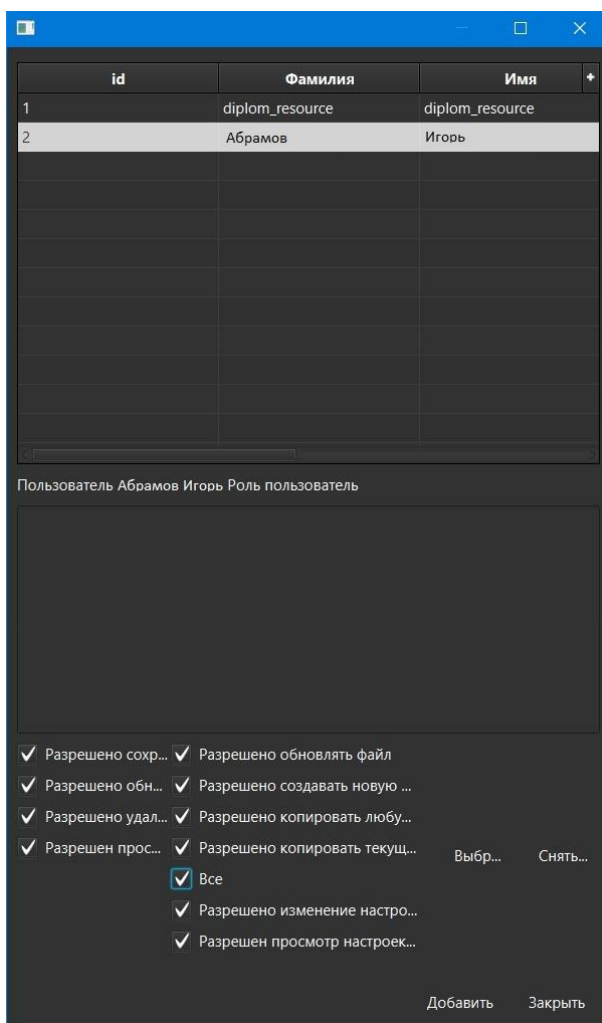 id Фамилия Имя +
1 diplom_resource diplom_resource
2 Абрамов Игорь
Пользователь Абрамов Игорь Роль пользователь
Разрешено сохр... Разрешено обновлять файл
Разрешено обн... Разрешено создавать новую ...
Разрешено удал... Разрешено копировать любу...
Разрешен прос... Разрешено копировать текущ...
Выбр... Снять...
Все
Разрешено изменение настро...
Разрешен просмотр настроек...
Добавить Закрыть